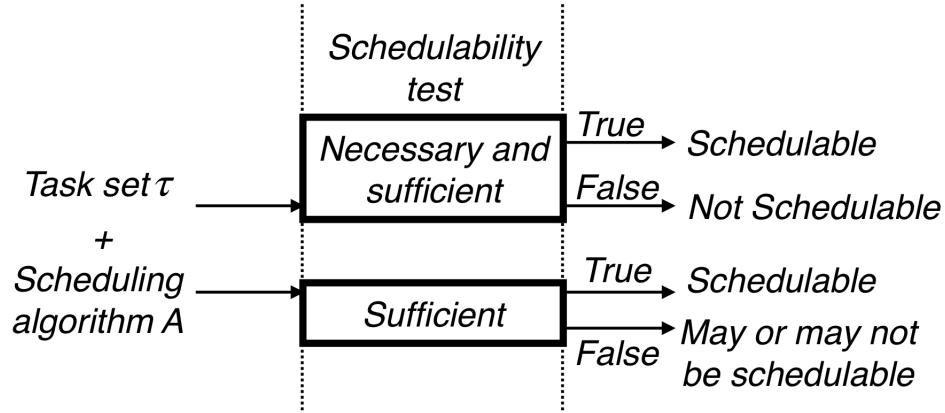 Schedulability
test
Task set τ
+
Scheduling
algorithm A
Necessary and
sufficient
True
Schedulable
False
Not Schedulable
Sufficient
True
Schedulable
False
May or may not
be schedulable